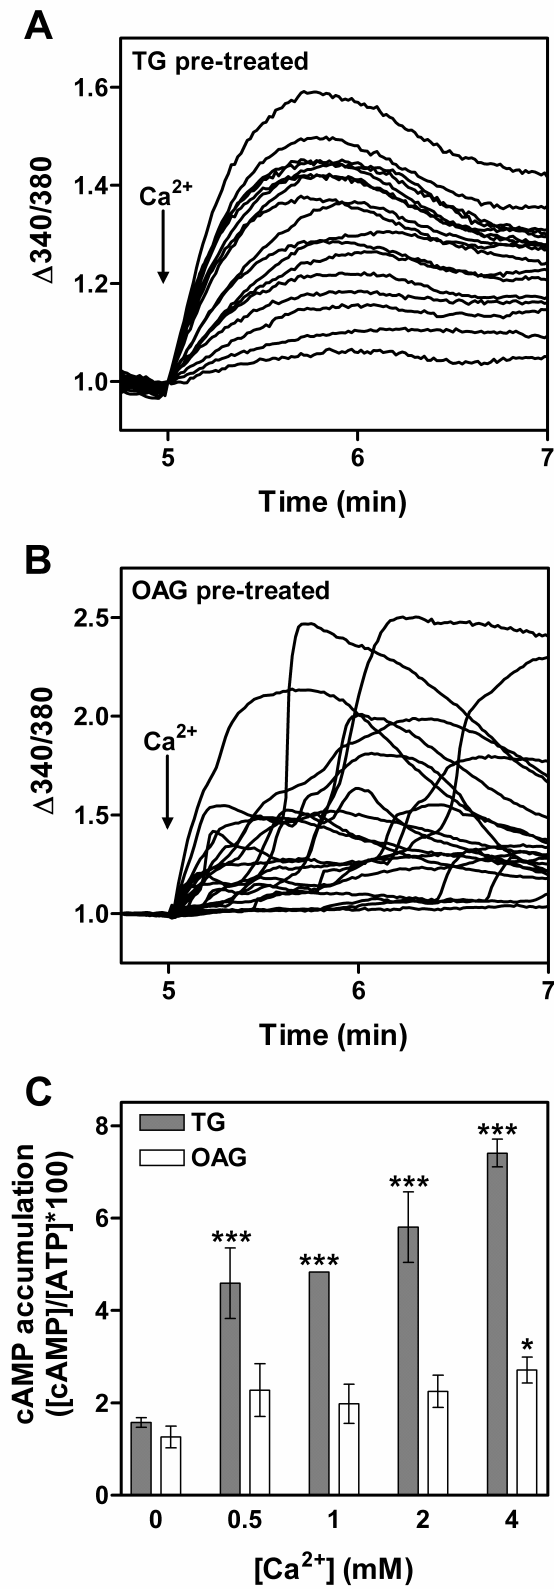 A
TG pre-treated
1.6
1.4
1.2
1.0
Δ340/380
Ca²⁺
5 6 7
Time (min)
B
OAG pre-treated
2.5
2.0
1.5
1.0
Δ340/380
Ca²⁺
5 6 7
Time (min)
C
TG
OAG
8
6
4
2
0
cAMP accumulation
([cAMP]/[ATP]*100)
***
***
***
***
*
0 0.5 1 2 4
[Ca²⁺] (mM)